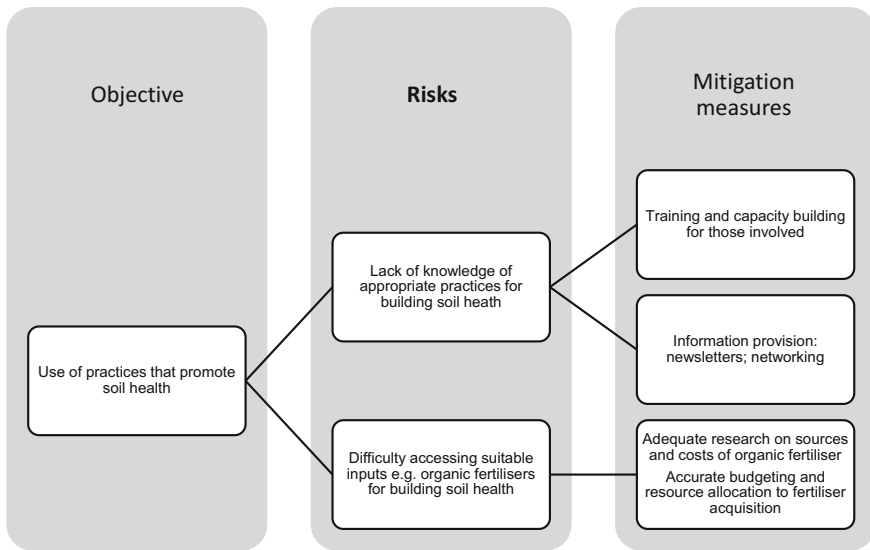 Objective
Risks
Mitigation
measures
Use of practices that promote
soil health
Lack of knowledge of
appropriate practices for
building soil heath
Difficulty accessing suitable
inputs e.g. organic fertilisers
for building soil health
Training and capacity building
for those involved
Information provision:
newsletters; networking
Adequate research on sources
and costs of organic fertiliser
Accurate budgeting and
resource allocation to fertiliser
acquisition